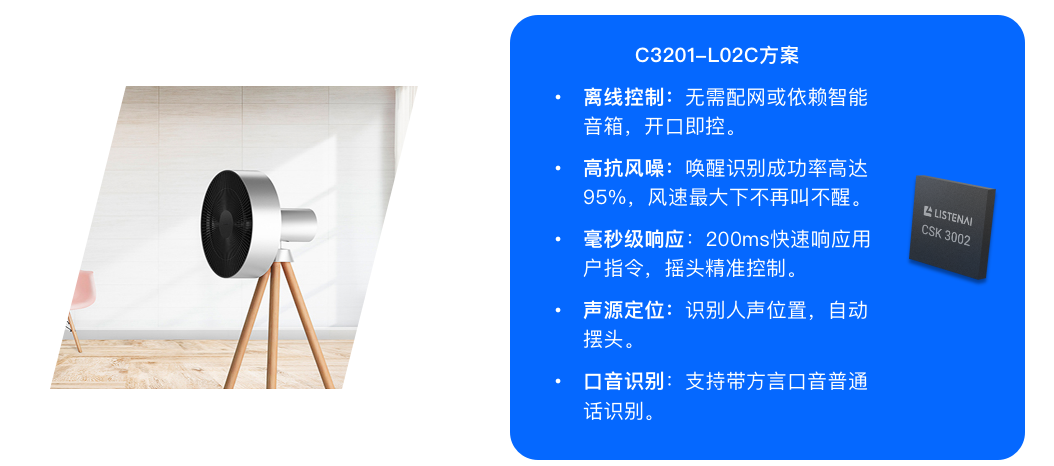 C3201-L02C方案
• 离线控制：无需配网或依赖智能
音箱，开口即控。
• 高抗风噪：唤醒识别成功率高达
95%，风速最大下不再叫不醒。
• 毫秒级响应：200ms快速响应用
户指令，摇头精准控制。
• 声源定位：识别人声位置，自动
摆头。
• 口音识别：支持带方言口音普通
话识别。
LISTENAI
CSK 3002